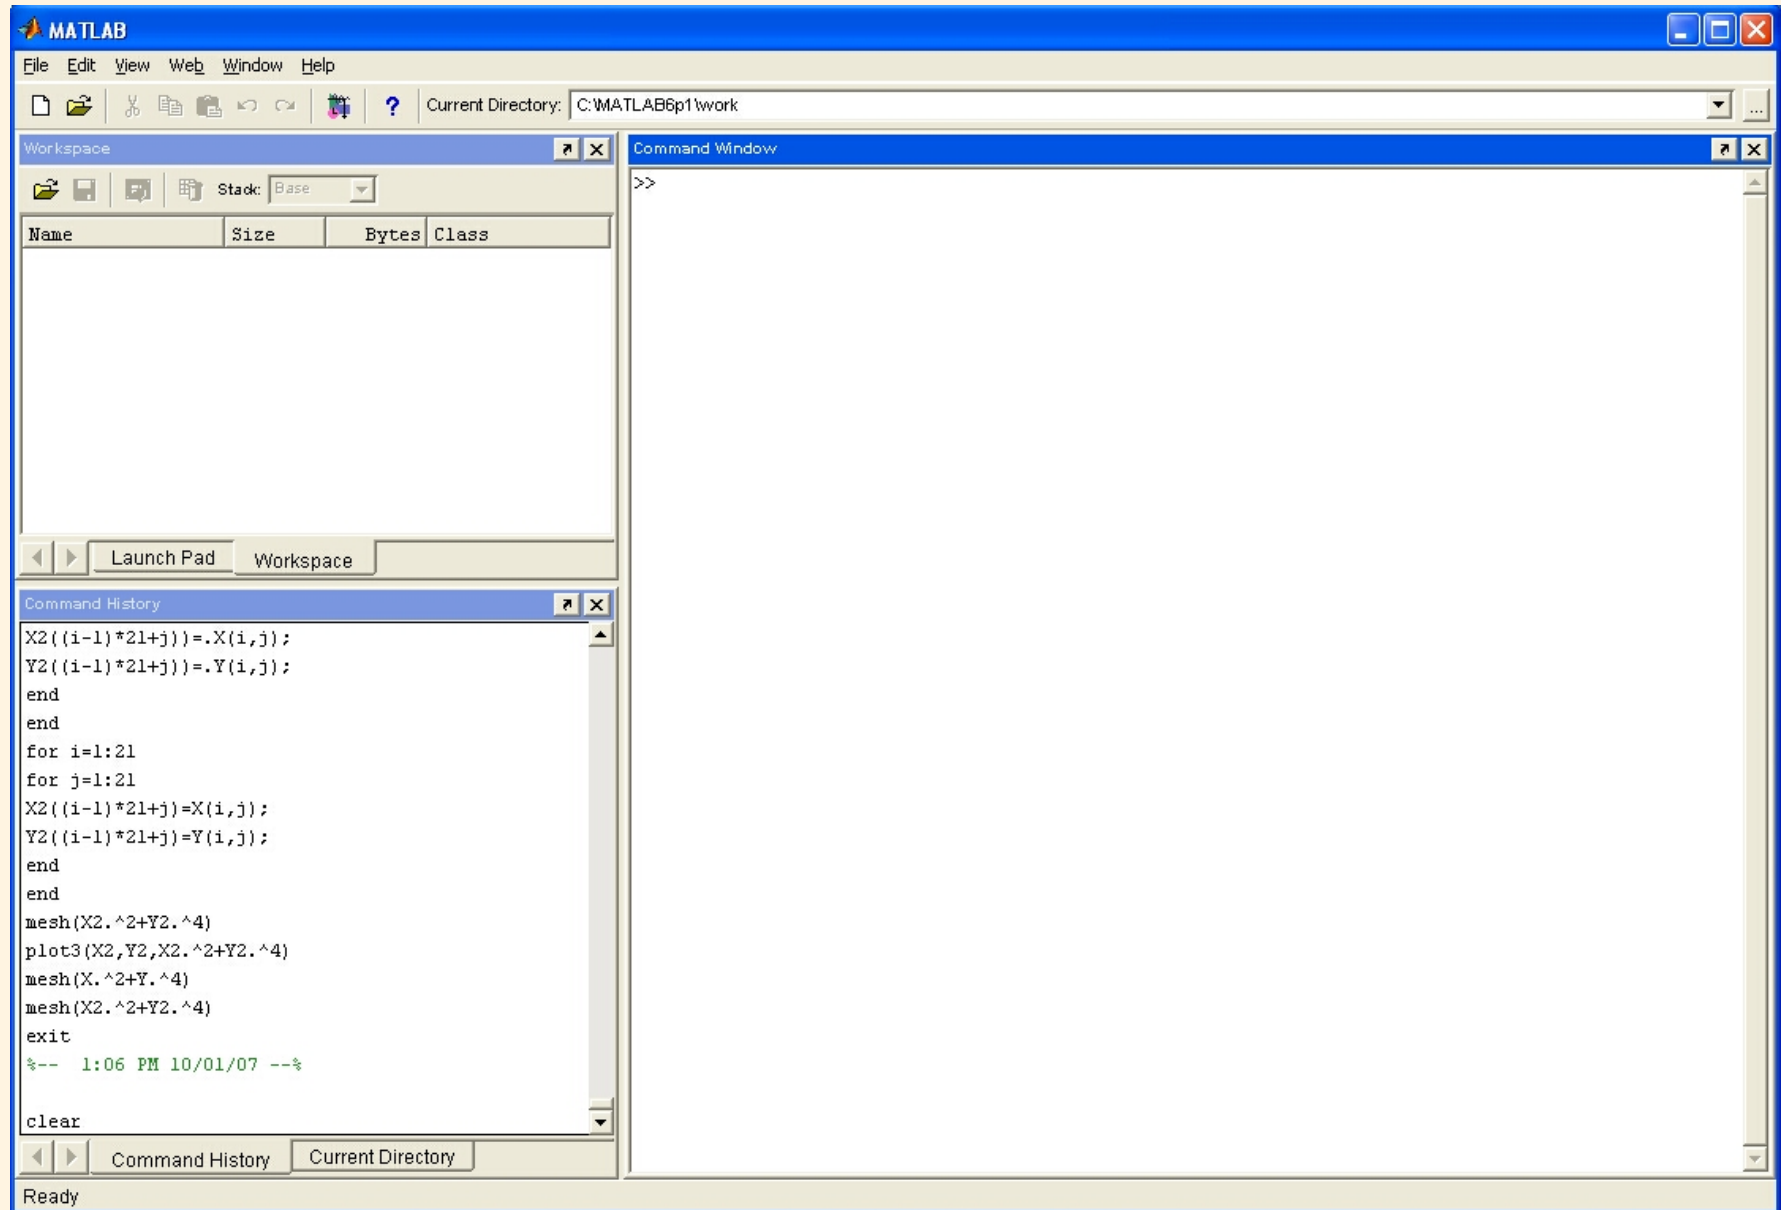 MATLAB
File Edit View Web Window Help
? Current Directory: C:\MATLAB6p1\work ...
Workspace
Stack: Base
Name Size Bytes Class
Launch Pad Workspace
Command History
X2((i-1)*21+j))=.X(i,j);
Y2((i-1)*21+j))=.Y(i,j);
end
end
for i=1:21
for j=1:21
X2((i-1)*21+j)=X(i,j);
Y2((i-1)*21+j)=Y(i,j);
end
end
mesh(X2.^2+Y2.^4)
plot3(X2,Y2,X2.^2+Y2.^4)
mesh(X.^2+Y.^4)
mesh(X2.^2+Y2.^4)
exit
%-- 1:06 PM 10/01/07 --%
clear
Command History Current Directory
Command Window
>>
Ready